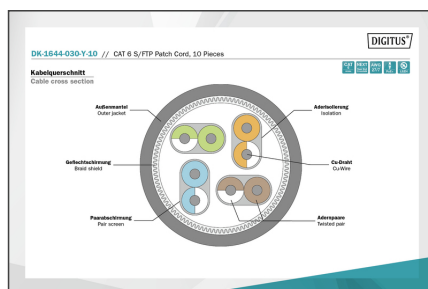 DIGITUS®
DK-1644-030-Y-10 // CAT 6 S/FTP Patch Cord, 10 Pieces
Kabelquerschnitt
Cable cross section
Außenmantel
Outer jacket
Aderisolierung
Isolation
Geflechtschirmung
Braid shield
Cu-Draht
Cu-Wire
Paarabschirmung
Pair screen
Adernpaare
Twisted pair